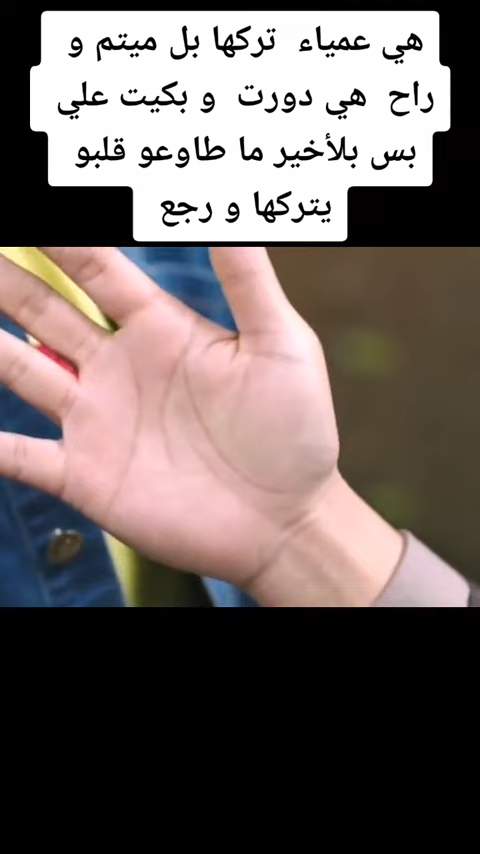 هي عمياء تركها بل ميتم و
راح هي دورت و بكيت علي
بس بلأخير ما طاوعو قلبو
يتركها و رجع